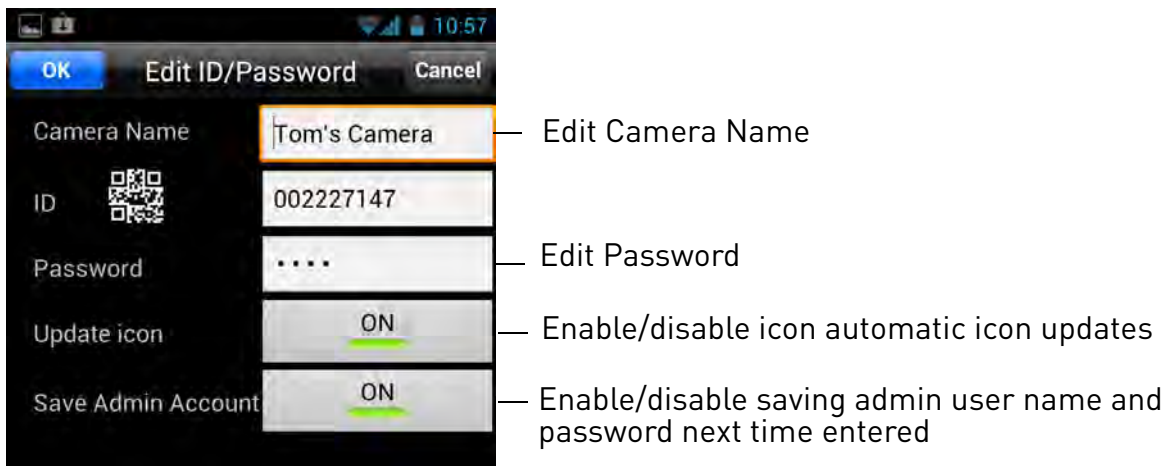 10:57
OK Edit ID/Password Cancel
Camera Name Tom's Camera Edit Camera Name
ID 002227147
Password •••• Edit Password
Update icon ON Enable/disable icon automatic icon updates
Save Admin Account ON Enable/disable saving admin user name and
password next time entered